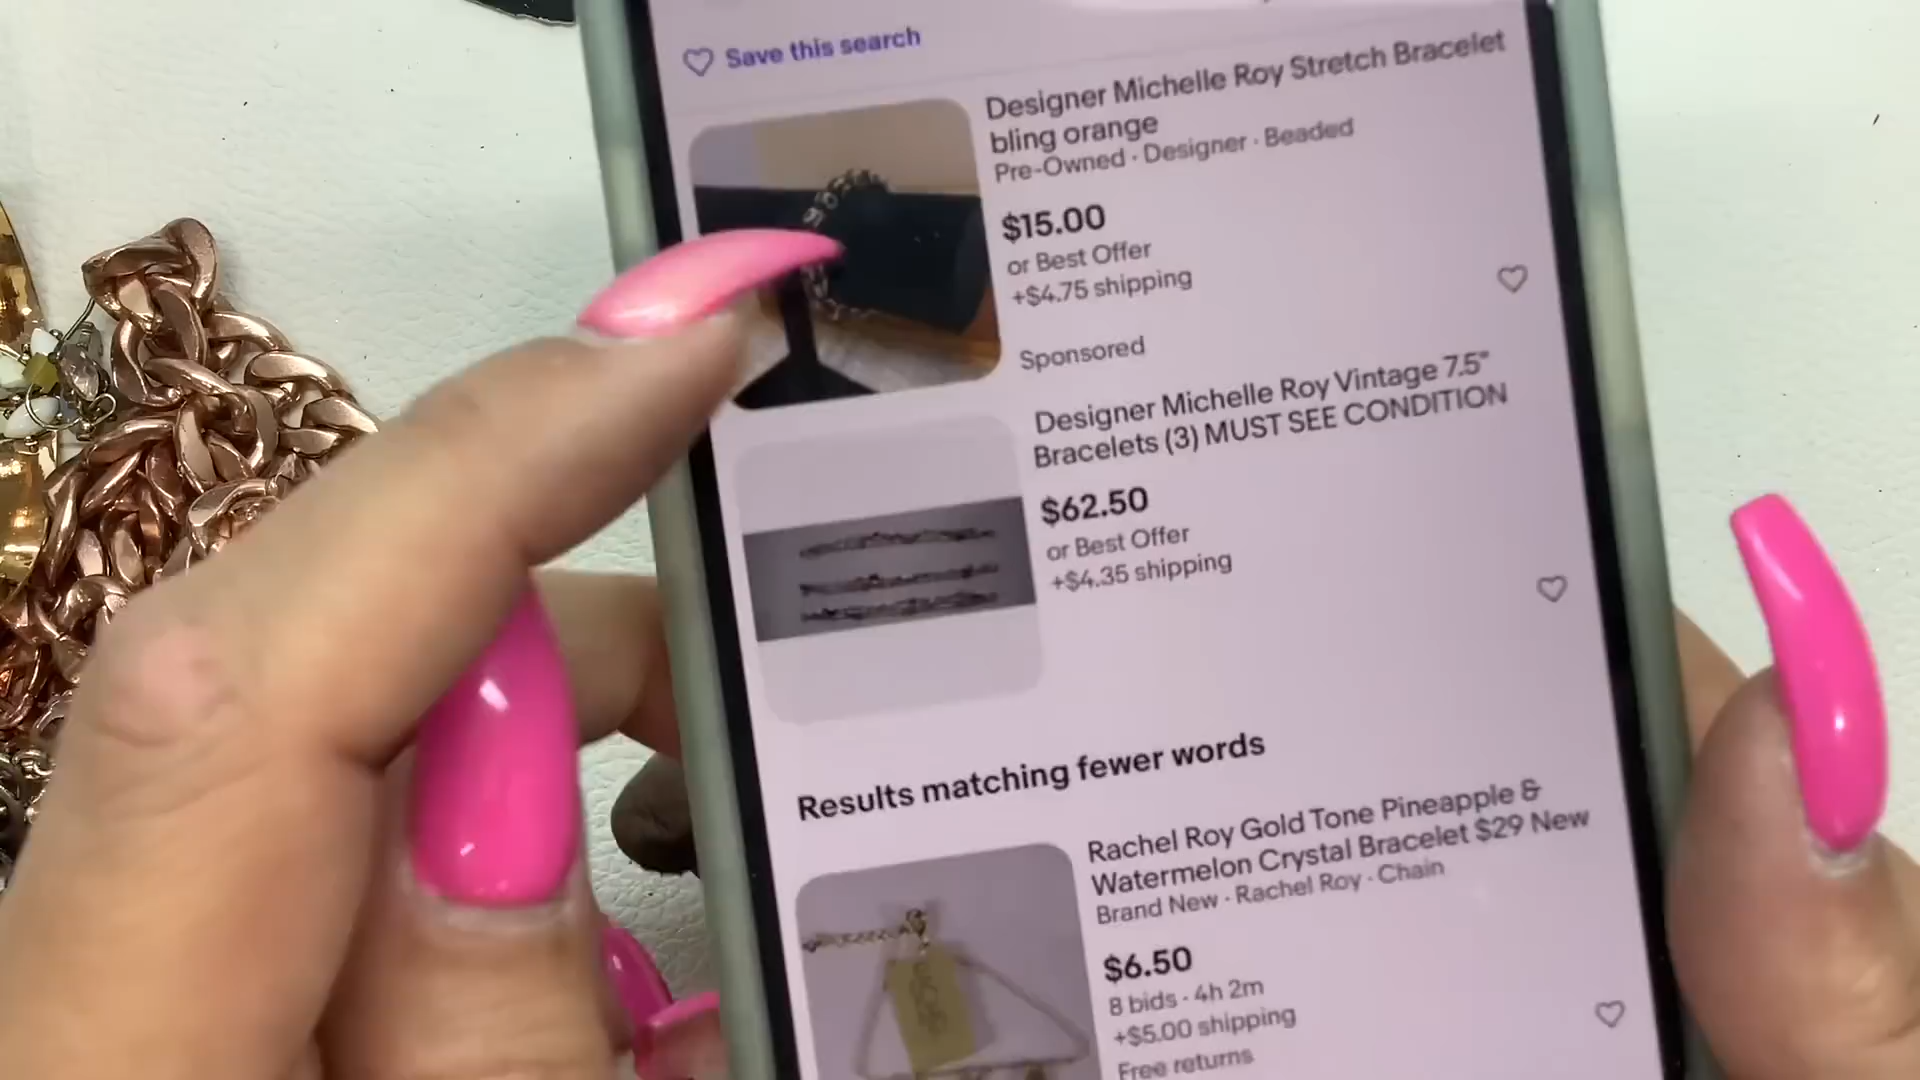 Save this search
Designer Michelle Roy Stretch Bracelet
bling orange
Pre-Owned · Designer · Beaded
$15.00
or Best Offer
+$4.75 shipping
Sponsored
Designer Michelle Roy Vintage 7.5"
Bracelets (3) MUST SEE CONDITION
$62.50
or Best Offer
+$4.35 shipping
Results matching fewer words
Rachel Roy Gold Tone Pineapple &
Watermelon Crystal Bracelet $29 New
Brand New · Rachel Roy · Chain
$6.50
8 bids · 4h 2m
+$5.00 shipping
Free returns